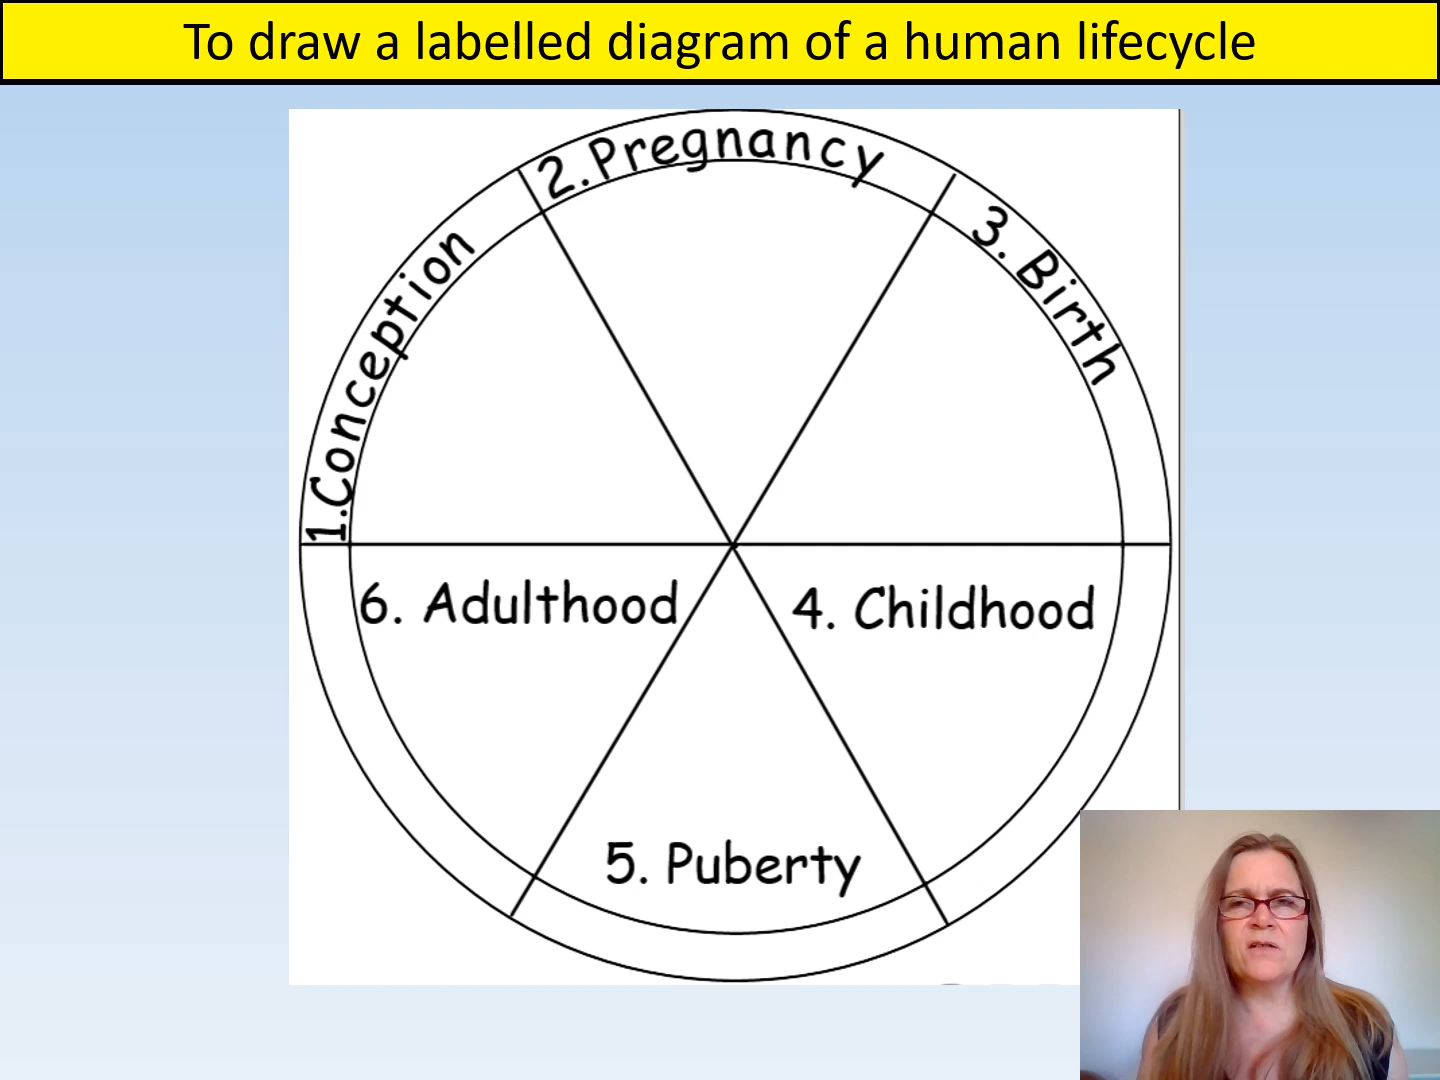 To draw a labelled diagram of a human lifecycle
1.Conception
2.Pregnancy
3. Birth
4. Childhood
5. Puberty
6. Adulthood